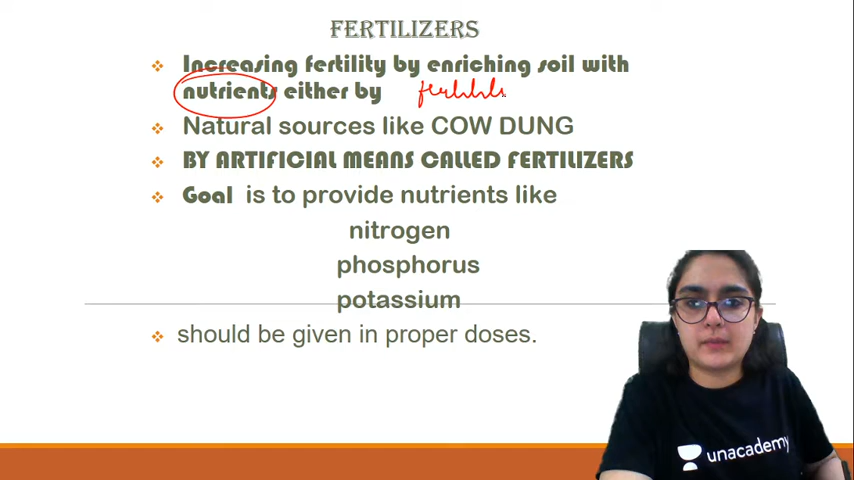 FERTILIZERS
Increasing fertility by enriching soil with
nutrients either by
Natural sources like COW DUNG
BY ARTIFICIAL MEANS CALLED FERTILIZERS
Goal is to provide nutrients like
nitrogen
phosphorus
potassium
should be given in proper doses.
unacademy